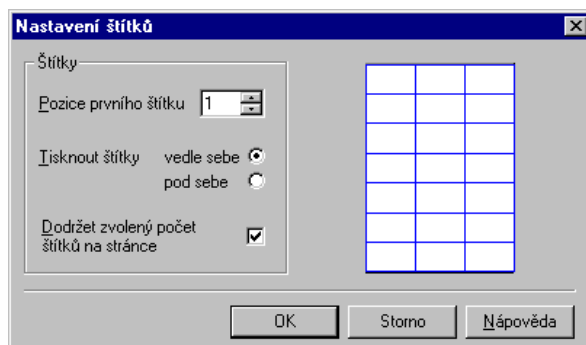 Nastavení štítků
Štítky
Pozice prvního štítku 1
Tisknout štítky vedle sebe
pod sebe
Dodržet zvolený počet
štítků na stránce
OK Storno Nápověda